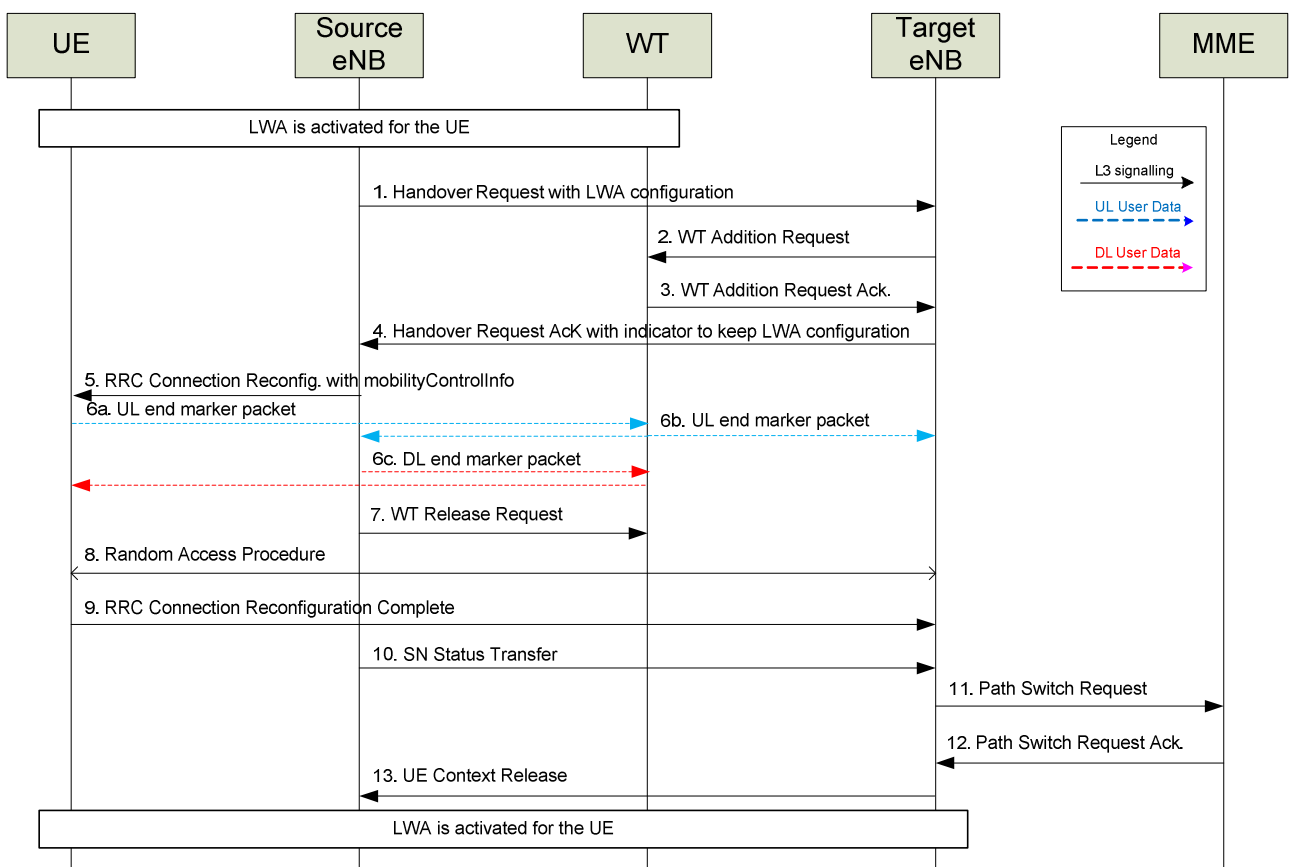 UE
Source
eNB
WT
Target
eNB
MME
LWA is activated for the UE
Legend
L3 signalling
UL User Data
DL User Data
1. Handover Request with LWA configuration
2. WT Addition Request
3. WT Addition Request Ack.
4. Handover Request AcK with indicator to keep LWA configuration
5. RRC Connection Reconfig. with mobilityControlInfo
6a. UL end marker packet
6b. UL end marker packet
6c. DL end marker packet
7. WT Release Request
8. Random Access Procedure
9. RRC Connection Reconfiguration Complete
10. SN Status Transfer
11. Path Switch Request
12. Path Switch Request Ack.
13. UE Context Release
LWA is activated for the UE